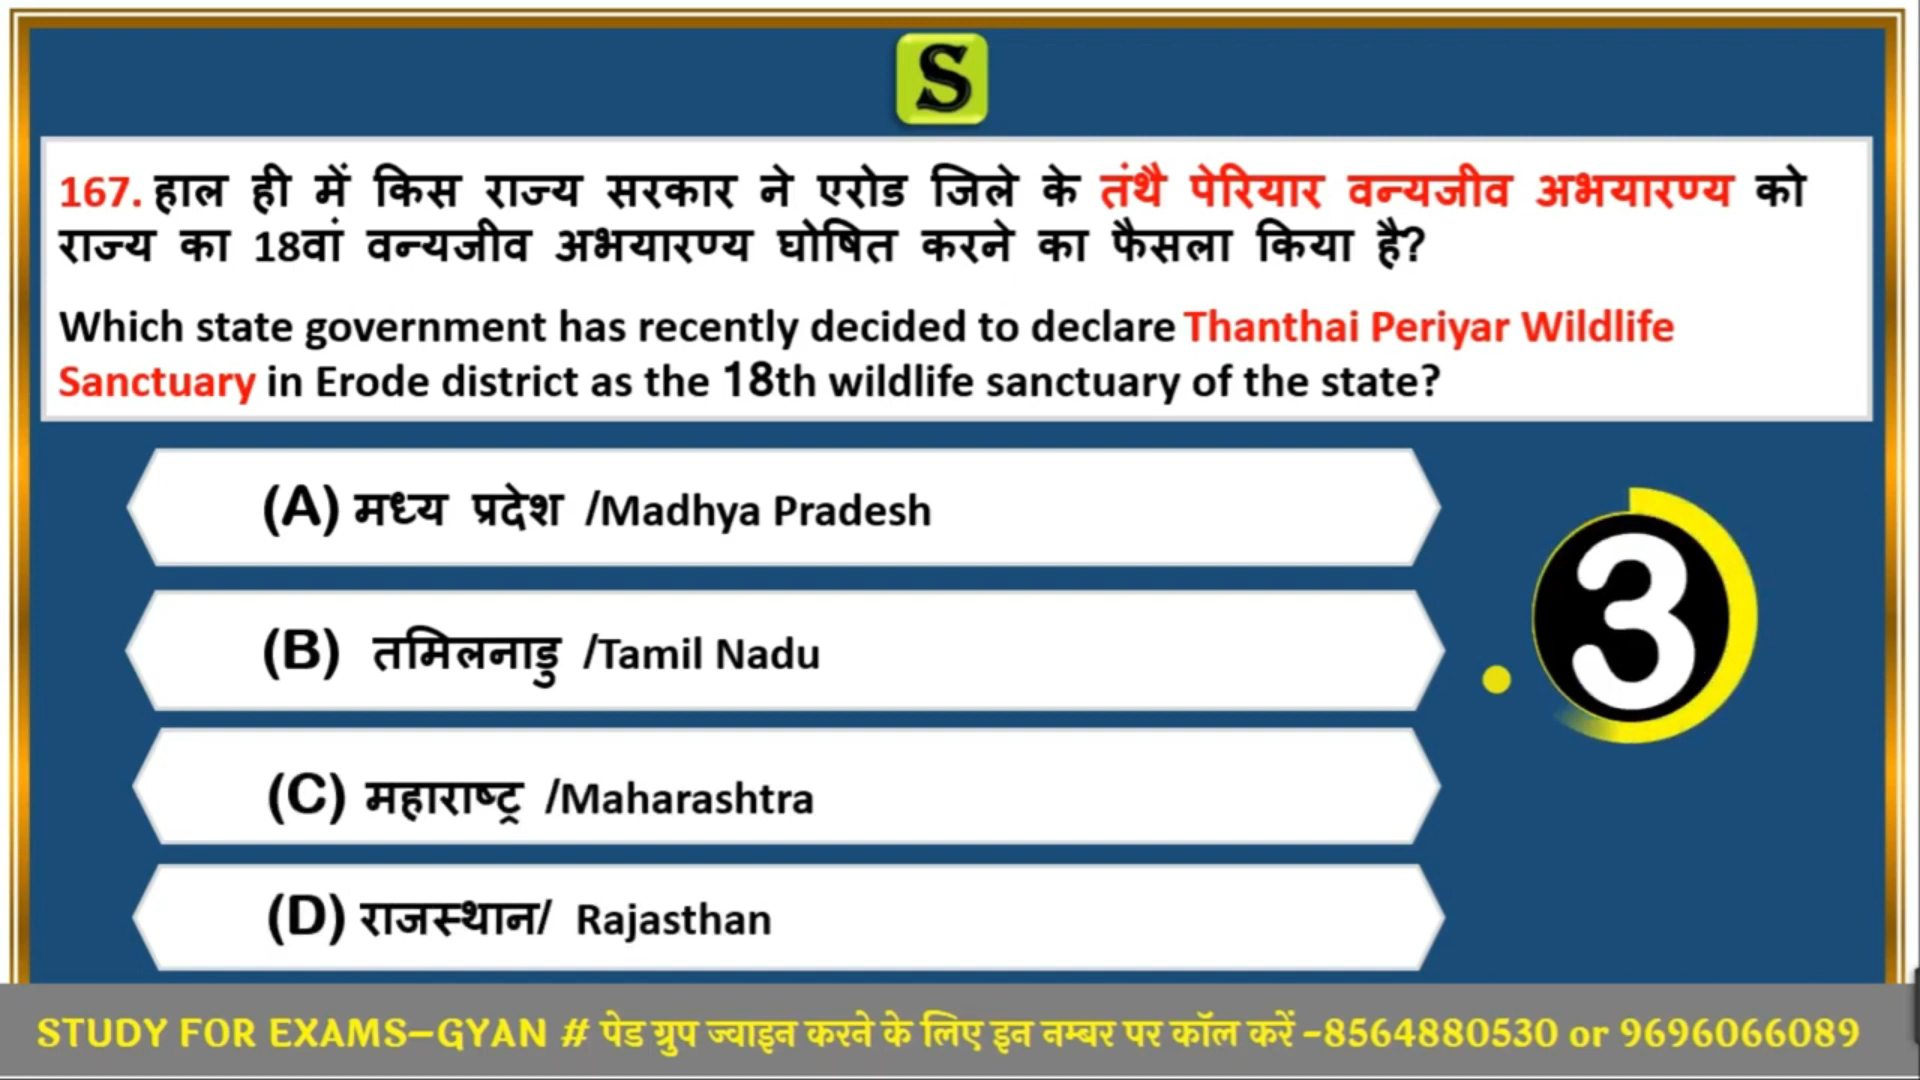 S
167. हाल ही में किस राज्य सरकार ने एरोड जिले के तंथै पेरियार वन्यजीव अभयारण्य को
राज्य का 18वां वन्यजीव अभयारण्य घोषित करने का फैसला किया है?
Which state government has recently decided to declare Thanthai Periyar Wildlife
Sanctuary in Erode district as the 18th wildlife sanctuary of the state?
(A) मध्य प्रदेश /Madhya Pradesh
(B) तमिलनाडु /Tamil Nadu
3
(C) महाराष्ट्र /Maharashtra
(D) राजस्थान/ Rajasthan
STUDY FOR EXAMS–GYAN # पेड ग्रुप ज्वाइन करने के लिए इन नम्बर पर कॉल करें -8564880530 or 9696066089